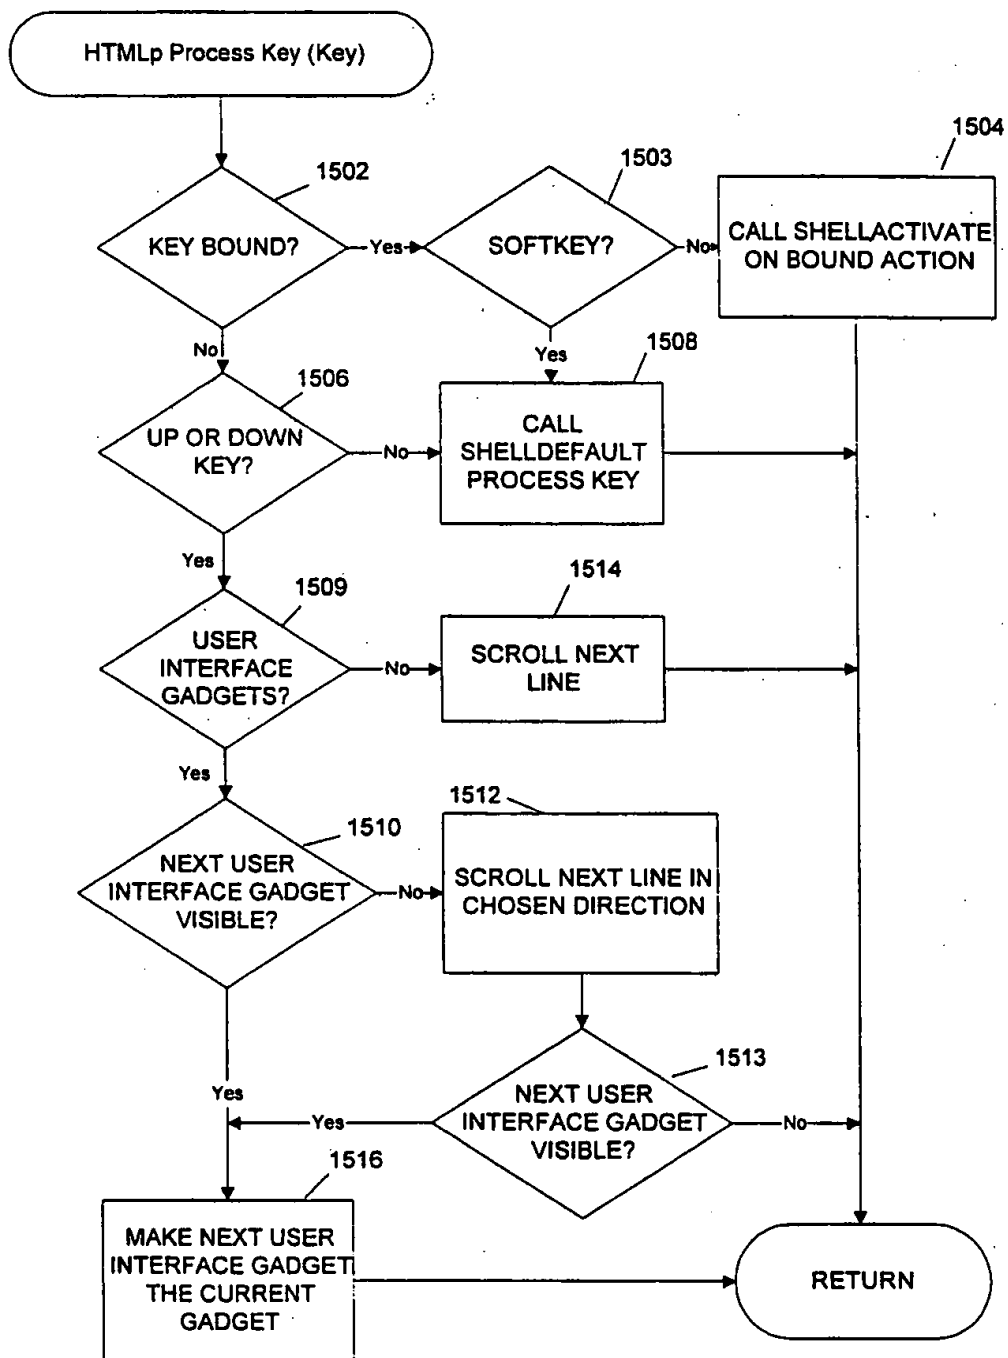 HTMLp Process Key (Key)
1502
KEY BOUND?
Yes
1503
SOFTKEY?
No
1504
CALL SHELLACTIVATE
ON BOUND ACTION
No
Yes
1506
UP OR DOWN
KEY?
No
1508
CALL
SHELLDEFAULT
PROCESS KEY
Yes
1509
USER
INTERFACE
GADGETS?
No
1514
SCROLL NEXT
LINE
Yes
1510
NEXT USER
INTERFACE GADGET
VISIBLE?
No
1512
SCROLL NEXT LINE IN
CHOSEN DIRECTION
Yes
1513
NEXT USER
INTERFACE GADGET
VISIBLE?
Yes
No
1516
MAKE NEXT USER
INTERFACE GADGET
THE CURRENT
GADGET
RETURN